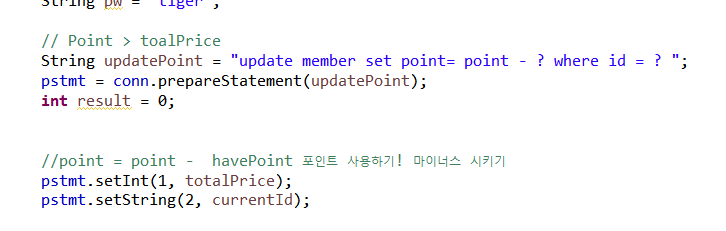 String pw = "tiger";
// Point > toalPrice
String updatePoint = "update member set point= point - ? where id = ? ";
pstmt = conn.prepareStatement(updatePoint);
int result = 0;
//point = point -  havePoint 포인트 사용하기! 마이너스 시키기
pstmt.setInt(1, totalPrice);
pstmt.setString(2, currentId);